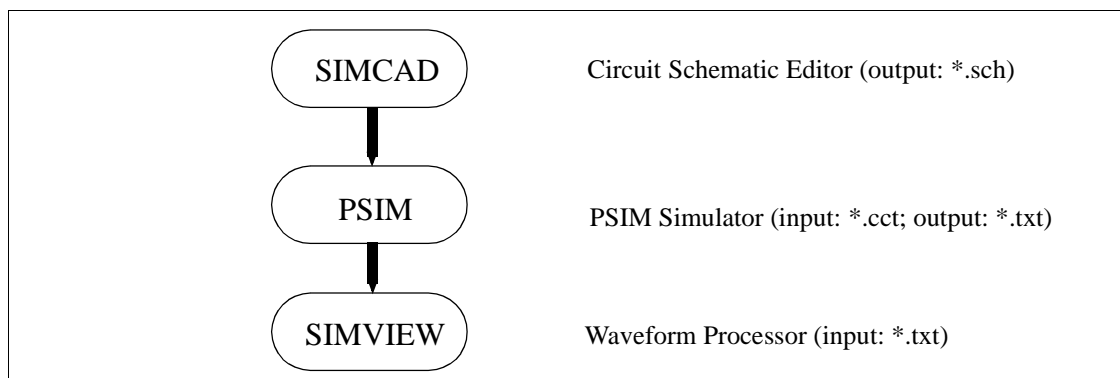 SIMCAD Circuit Schematic Editor (output: *.sch)
PSIM PSIM Simulator (input: *.cct; output: *.txt)
SIMVIEW Waveform Processor (input: *.txt)